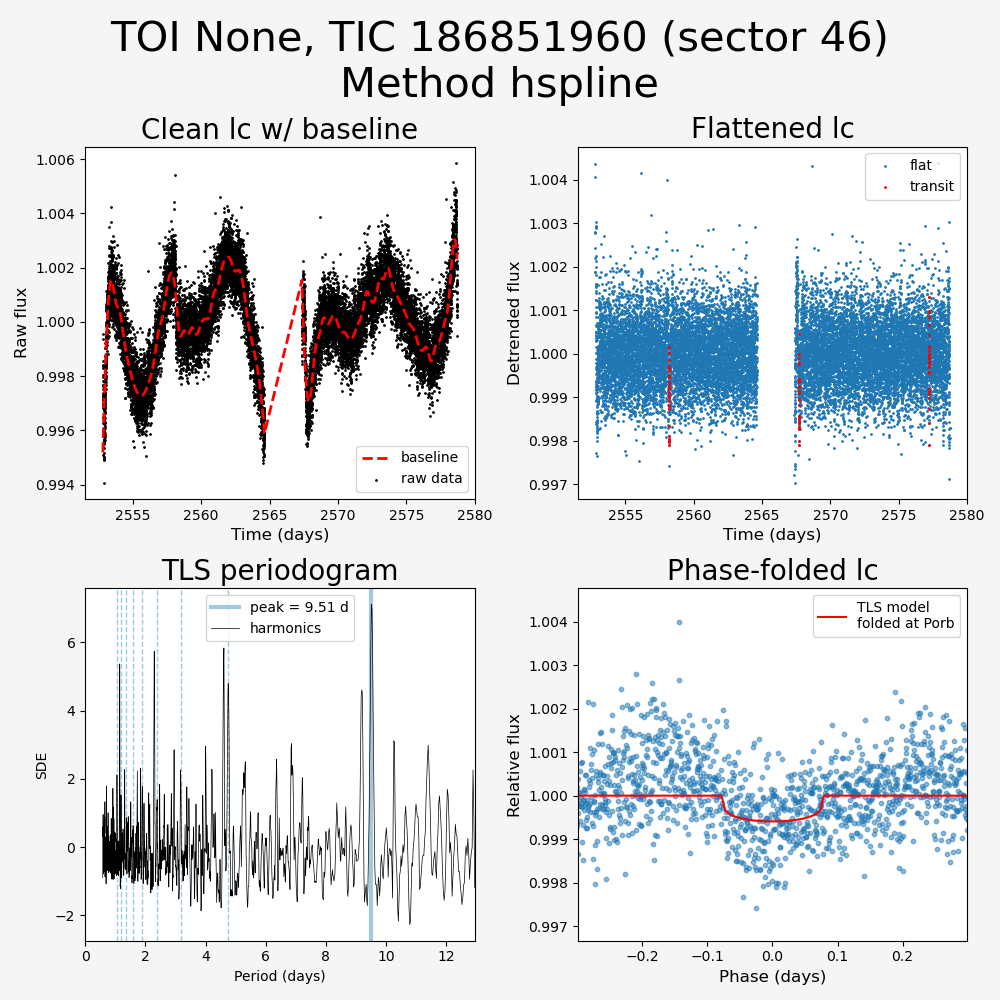 TOI None, TIC 186851960 (sector 46)
Method hspline
Clean lc w/ baseline
Raw flux
1.006
1.004
1.002
1.000
0.998
0.996
0.994
baseline
raw data
2555 2560 2565 2570 2575 2580
Time (days)
Flattened lc
Detrended flux
1.004
1.003
1.002
1.001
1.000
0.999
0.998
0.997
flat
transit
2555 2560 2565 2570 2575 2580
Time (days)
TLS periodogram
SDE
6
4
2
0
−2
peak = 9.51 d
harmonics
0 2 4 6 8 10 12
Period (days)
Phase-folded lc
Relative flux
1.004
1.003
1.002
1.001
1.000
0.999
0.998
0.997
TLS model
folded at Porb
−0.2 −0.1 0.0 0.1 0.2
Phase (days)